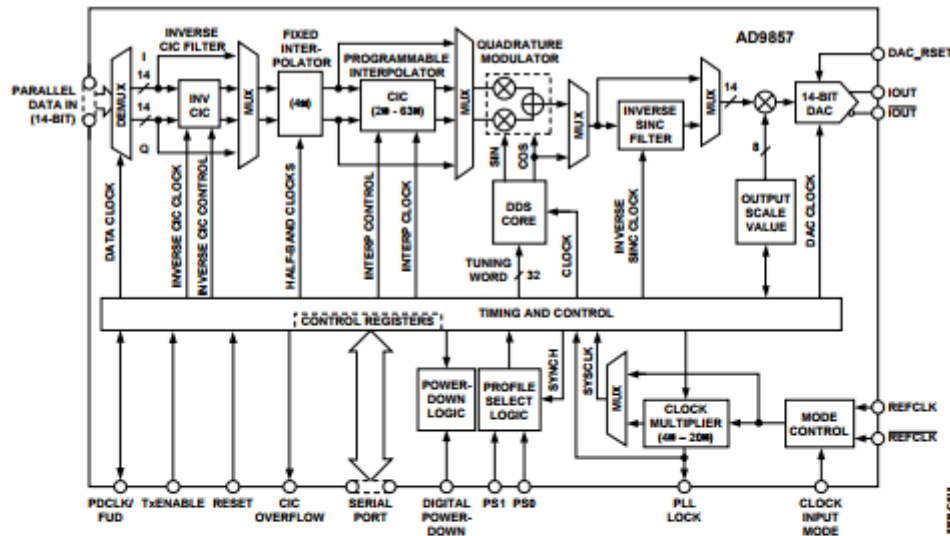 AD9857
INVERSE
CIC FILTER
FIXED
INTER-
POLATOR
PROGRAMMABLE
INTERPOLATOR
QUADRATURE
MODULATOR
DAC_RSET
PARALLEL
DATA IN
(14-BIT)
DEMUX
I
14
14
Q
INV
CIC
MUX
(4M)
CIC
(2M - 63M)
MUX
MUX
INVERSE
SINC
FILTER
MUX
14
14-BIT
DAC
IOUT
IOUT
SIN
COS
8
DDS
CORE
OUTPUT
SCALE
VALUE
DATA CLOCK
INVERSE CIC CLOCK
INVERSE CIC CONTROL
HALF-BAND CLOCKS
INTERP CONTROL
INTERP CLOCK
TUNING
WORD
32
CLOCK
INVERSE
SINC CLOCK
DAC CLOCK
TIMING AND CONTROL
CONTROL REGISTERS
POWER-
DOWN
LOGIC
PROFILE
SELECT
LOGIC
SYNCH
SYSCLK
MUX
CLOCK
MULTIPLIER
(4M – 20M)
MODE
CONTROL
REFCLK
REFCLK
PDCLK/
FUD
TxENABLE
RESET
CIC
OVERFLOW
SERIAL
PORT
DIGITAL
POWER-
DOWN
PS1
PS0
PLL
LOCK
CLOCK
INPUT
MODE